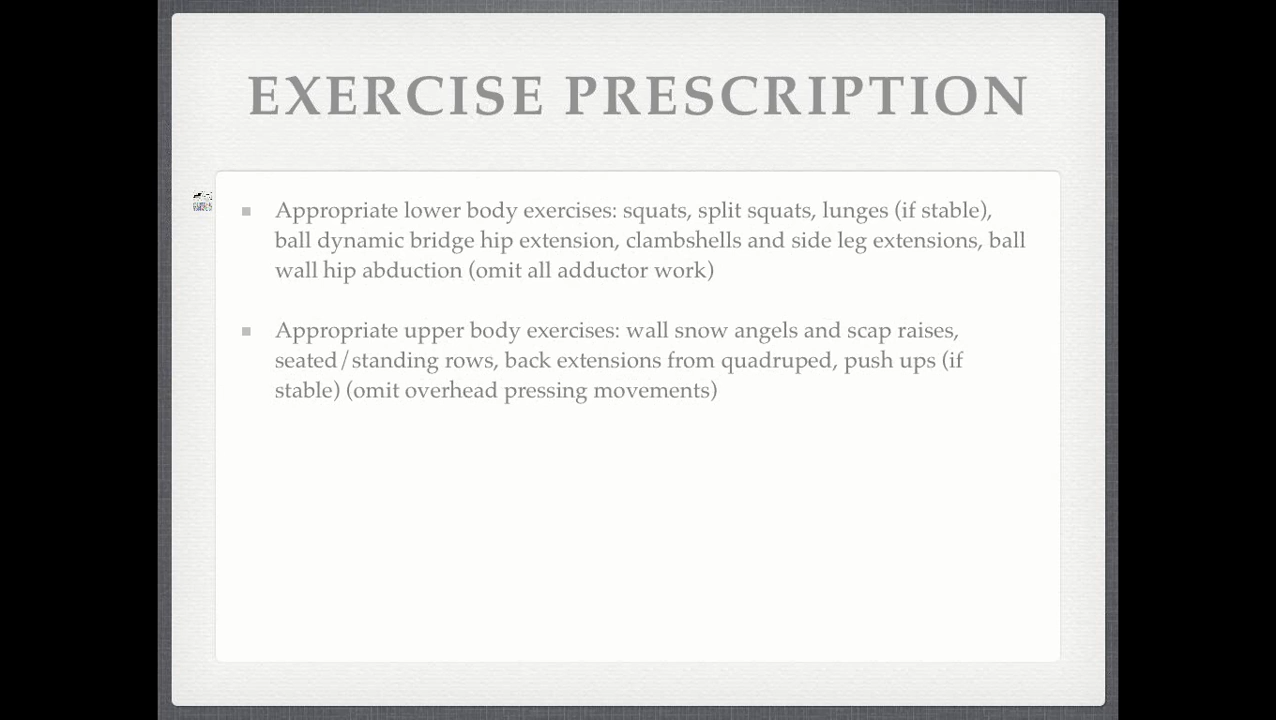 EXERCISE PRESCRIPTION
Appropriate lower body exercises: squats, split squats, lunges (if stable),
ball dynamic bridge hip extension, clambshells and side leg extensions, ball
wall hip abduction (omit all adductor work)
Appropriate upper body exercises: wall snow angels and scap raises,
seated/standing rows, back extensions from quadruped, push ups (if
stable) (omit overhead pressing movements)